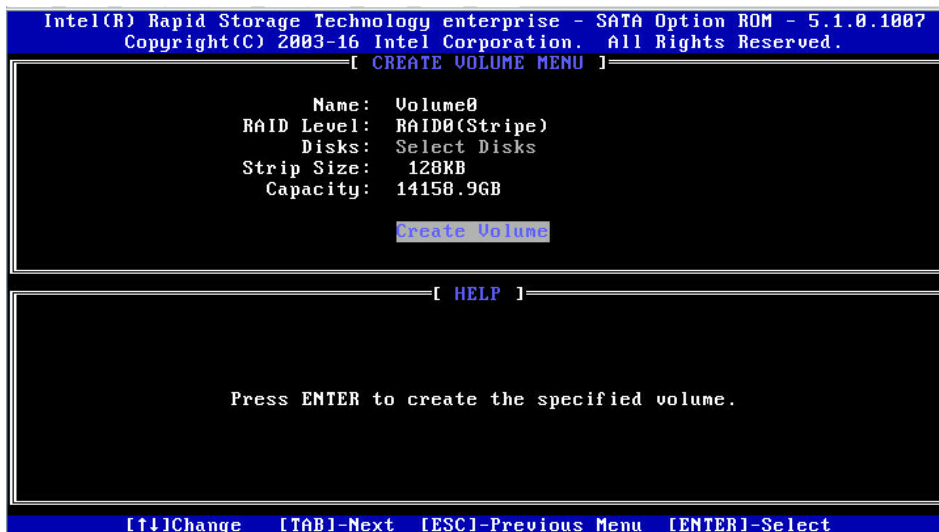 Intel(R) Rapid Storage Technology enterprise - SATA Option ROM - 5.1.0.1007
Copyright(C) 2003-16 Intel Corporation.  All Rights Reserved.
[ CREATE VOLUME MENU ]
Name: Volume0
RAID Level: RAID0(Stripe)
Disks: Select Disks
Strip Size: 128KB
Capacity: 14158.9GB
Create Volume
[ HELP ]
Press ENTER to create the specified volume.
[↑↓]Change [TAB]-Next [ESC]-Previous Menu [ENTER]-Select